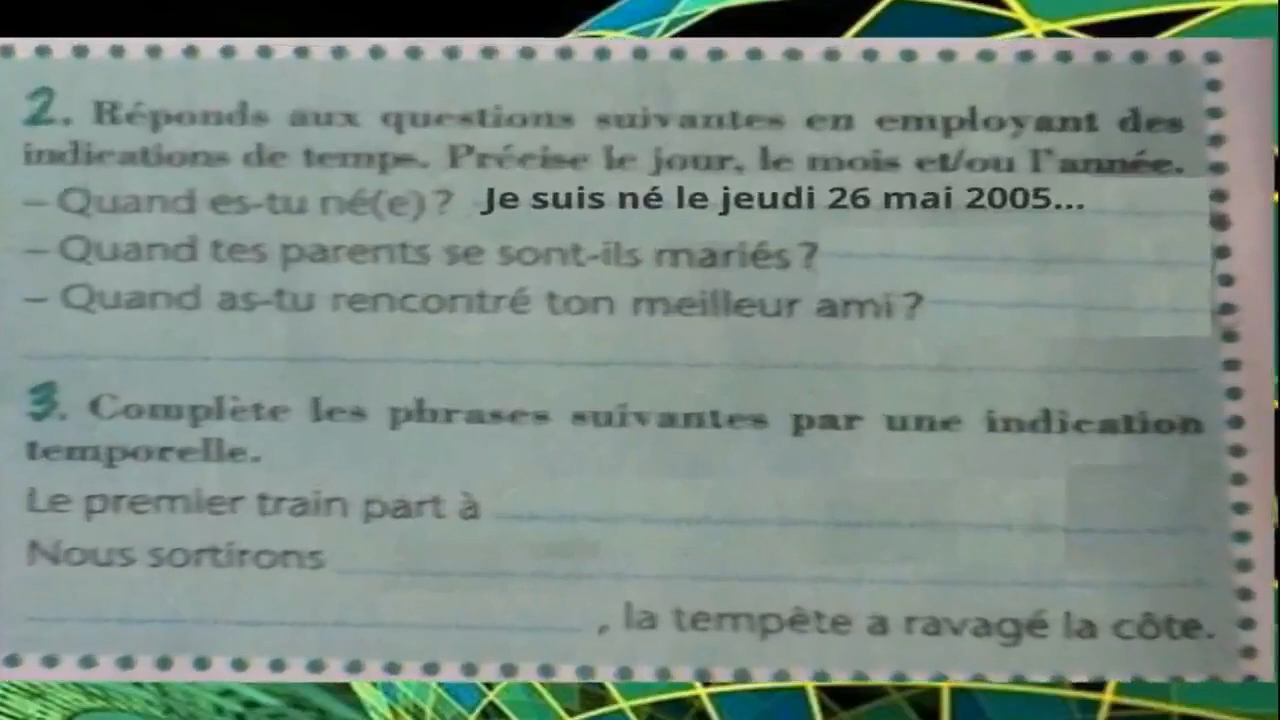 2. Réponds aux questions suivantes en employant des
indications de temps. Précise le jour, le mois et/ou l'année.
– Quand es-tu né(e) ? Je suis né le jeudi 26 mai 2005...
– Quand tes parents se sont-ils mariés ?
– Quand as-tu rencontré ton meilleur ami ?
3. Complète les phrases suivantes par une indication
temporelle.
Le premier train part à
Nous sortirons
, la tempête a ravagé la côte.